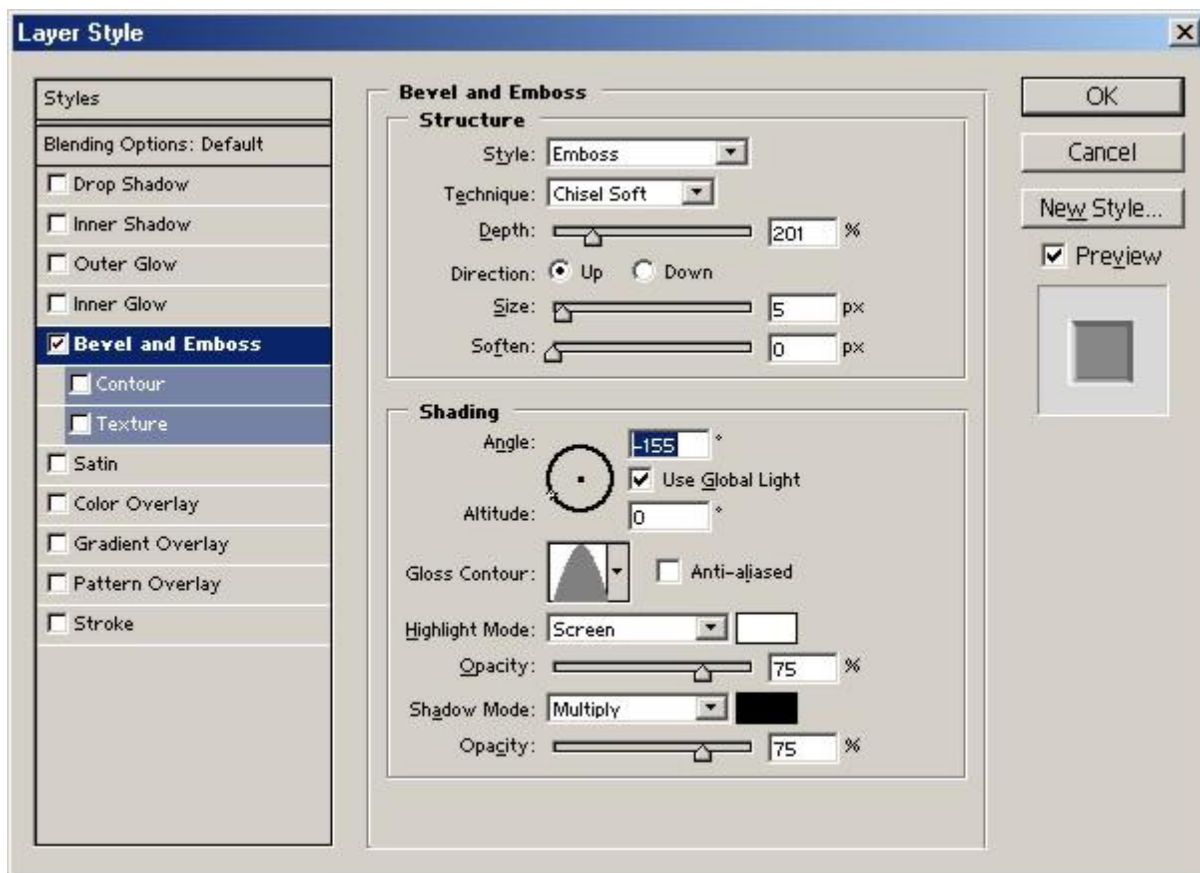 Layer Style
Styles
Blending Options: Default
Drop Shadow
Inner Shadow
Outer Glow
Inner Glow
Bevel and Emboss
Contour
Texture
Satin
Color Overlay
Gradient Overlay
Pattern Overlay
Stroke
Bevel and Emboss
Structure
Style: Emboss
Technique: Chisel Soft
Depth: 201 %
Direction: Up Down
Size: 5 px
Soften: 0 px
Shading
Angle: -155 °
Use Global Light
Altitude: 0 °
Gloss Contour: Anti-aliased
Highlight Mode: Screen
Opacity: 75 %
Shadow Mode: Multiply
Opacity: 75 %
OK
Cancel
New Style...
Preview